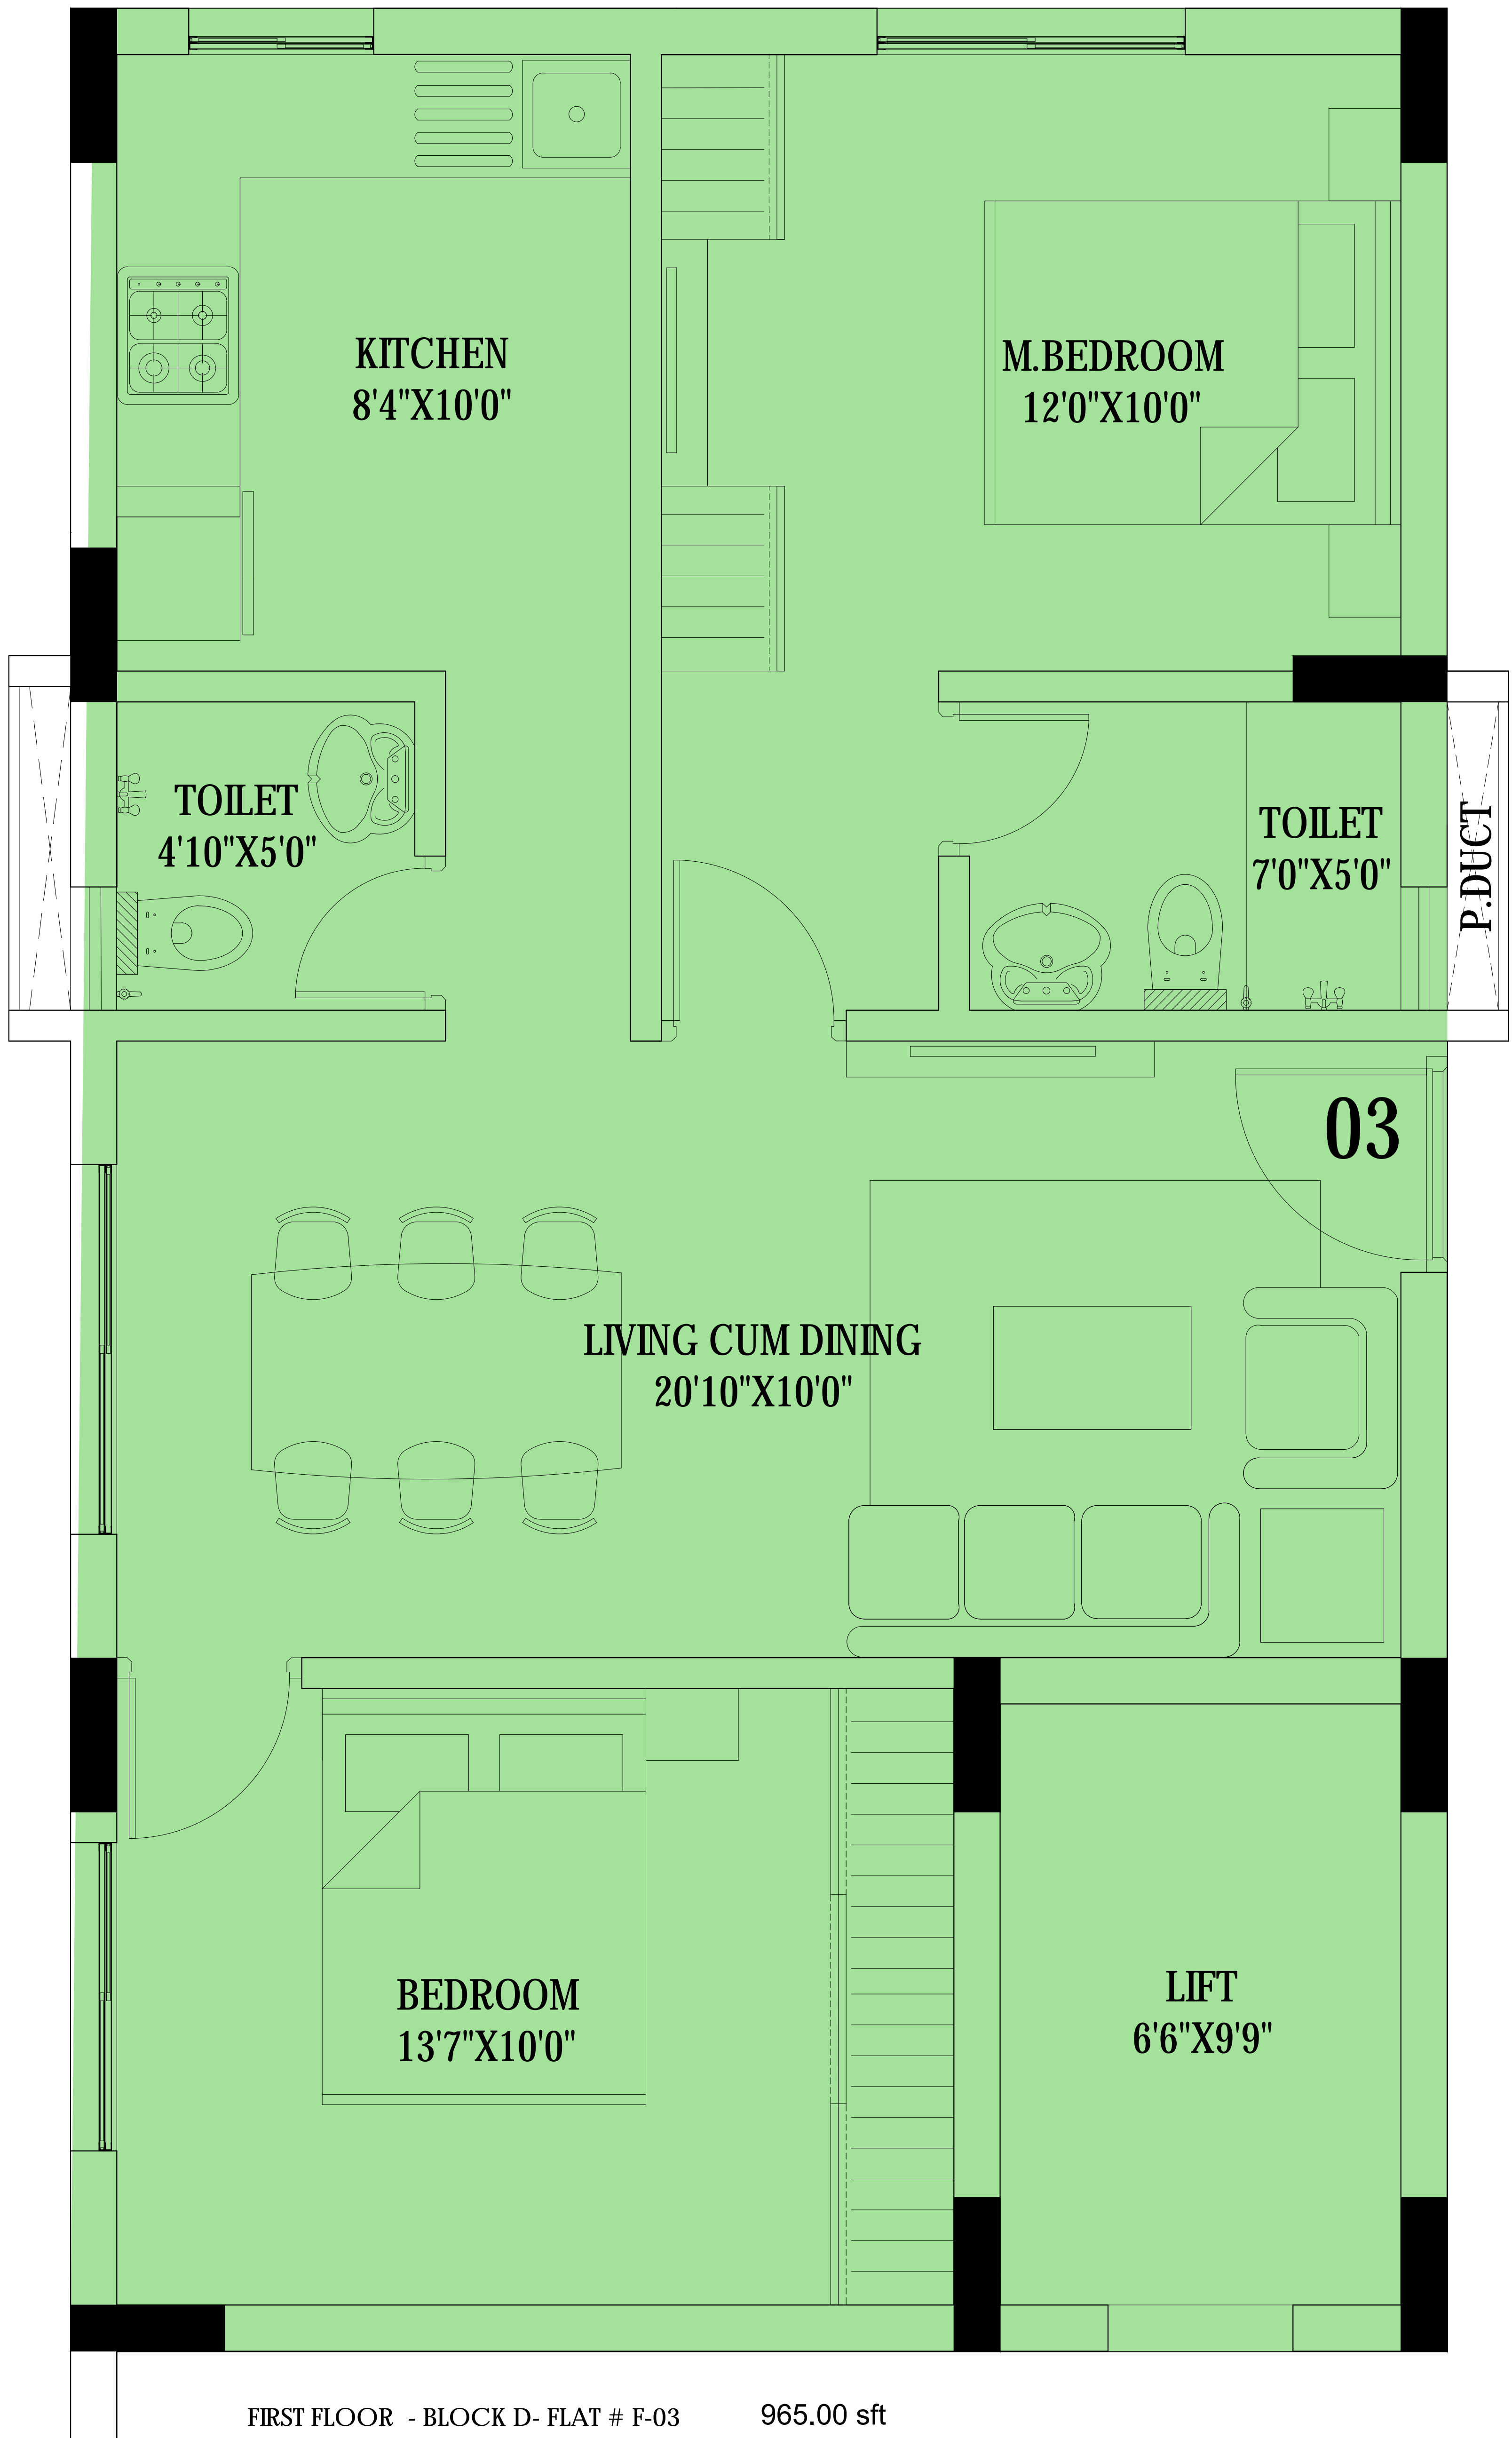 KITCHEN
8'4"X10'0"
M.BEDROOM
12'0"X10'0"
TOILET
4'10"X5'0"
TOILET
7'0"X5'0"
P.DUCT
03
LIVING CUM DINING
20'10"X10'0"
BEDROOM
13'7"X10'0"
LIFT
6'6"X9'9"
FIRST FLOOR - BLOCK D- FLAT # F-03 965.00 sft